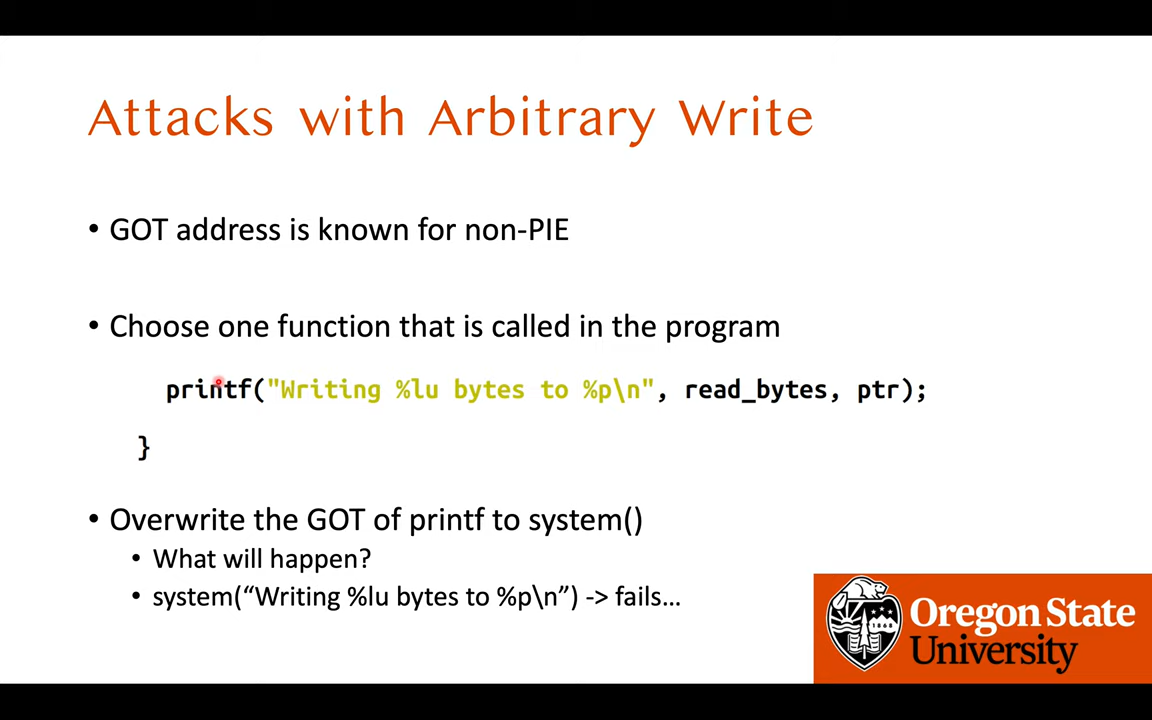 Attacks with Arbitrary Write
• GOT address is known for non-PIE
• Choose one function that is called in the program
printf("Writing %lu bytes to %p\n", read_bytes, ptr);
}
• Overwrite the GOT of printf to system()
• What will happen?
• system(“Writing %lu bytes to %p\n”) -> fails…
Oregon State
University